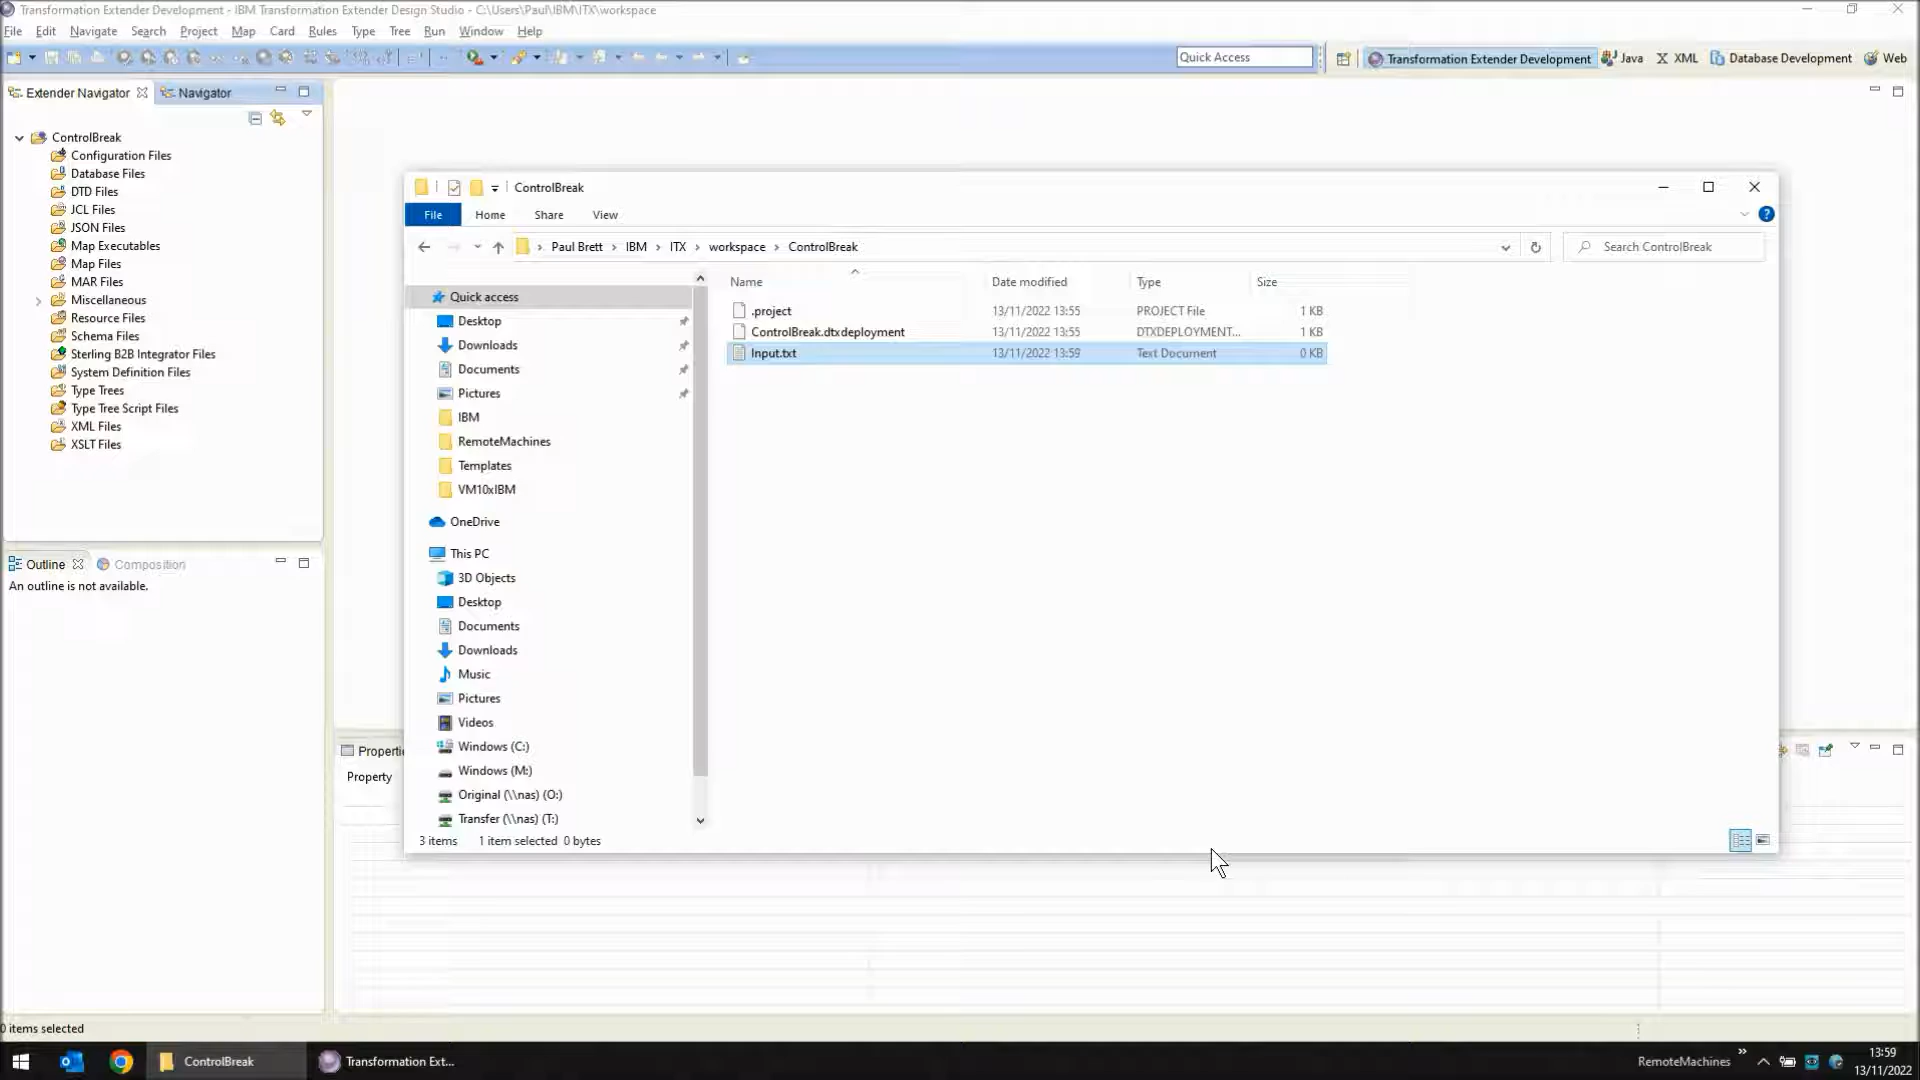 Transformation Extender Development - IBM Transformation Extender Design Studio - C:\Users\Paul\IBM\ITX\workspace
File Edit Navigate Search Project Map Card Rules Type Tree Run Window Help
Quick Access
Transformation Extender Development
Java
XML
Database Development
Web
Extender Navigator
Navigator
ControlBreak
Configuration Files
Database Files
DTD Files
JCL Files
JSON Files
Map Executables
Map Files
MAR Files
Miscellaneous
Resource Files
Schema Files
Sterling B2B Integrator Files
System Definition Files
Type Trees
Type Tree Script Files
XML Files
XSLT Files
Outline
Composition
An outline is not available.
ControlBreak
File Home Share View
Paul Brett > IBM > ITX > workspace > ControlBreak
Search ControlBreak
Name Date modified Type Size
.project 13/11/2022 13:55 PROJECT File 1 KB
ControlBreak.dtxdeployment 13/11/2022 13:55 DTXDEPLOYMENT... 1 KB
Input.txt 13/11/2022 13:59 Text Document 0 KB
Quick access
Desktop
Downloads
Documents
Pictures
IBM
RemoteMachines
Templates
VM10xIBM
OneDrive
This PC
3D Objects
Desktop
Documents
Downloads
Music
Pictures
Videos
Windows (C:)
Windows (M:)
Original (\\nas) (O:)
Transfer (\\nas) (T:)
3 items 1 item selected 0 bytes
Properti
Property
0 items selected
ControlBreak
Transformation Ext...
RemoteMachines
13:59
13/11/2022